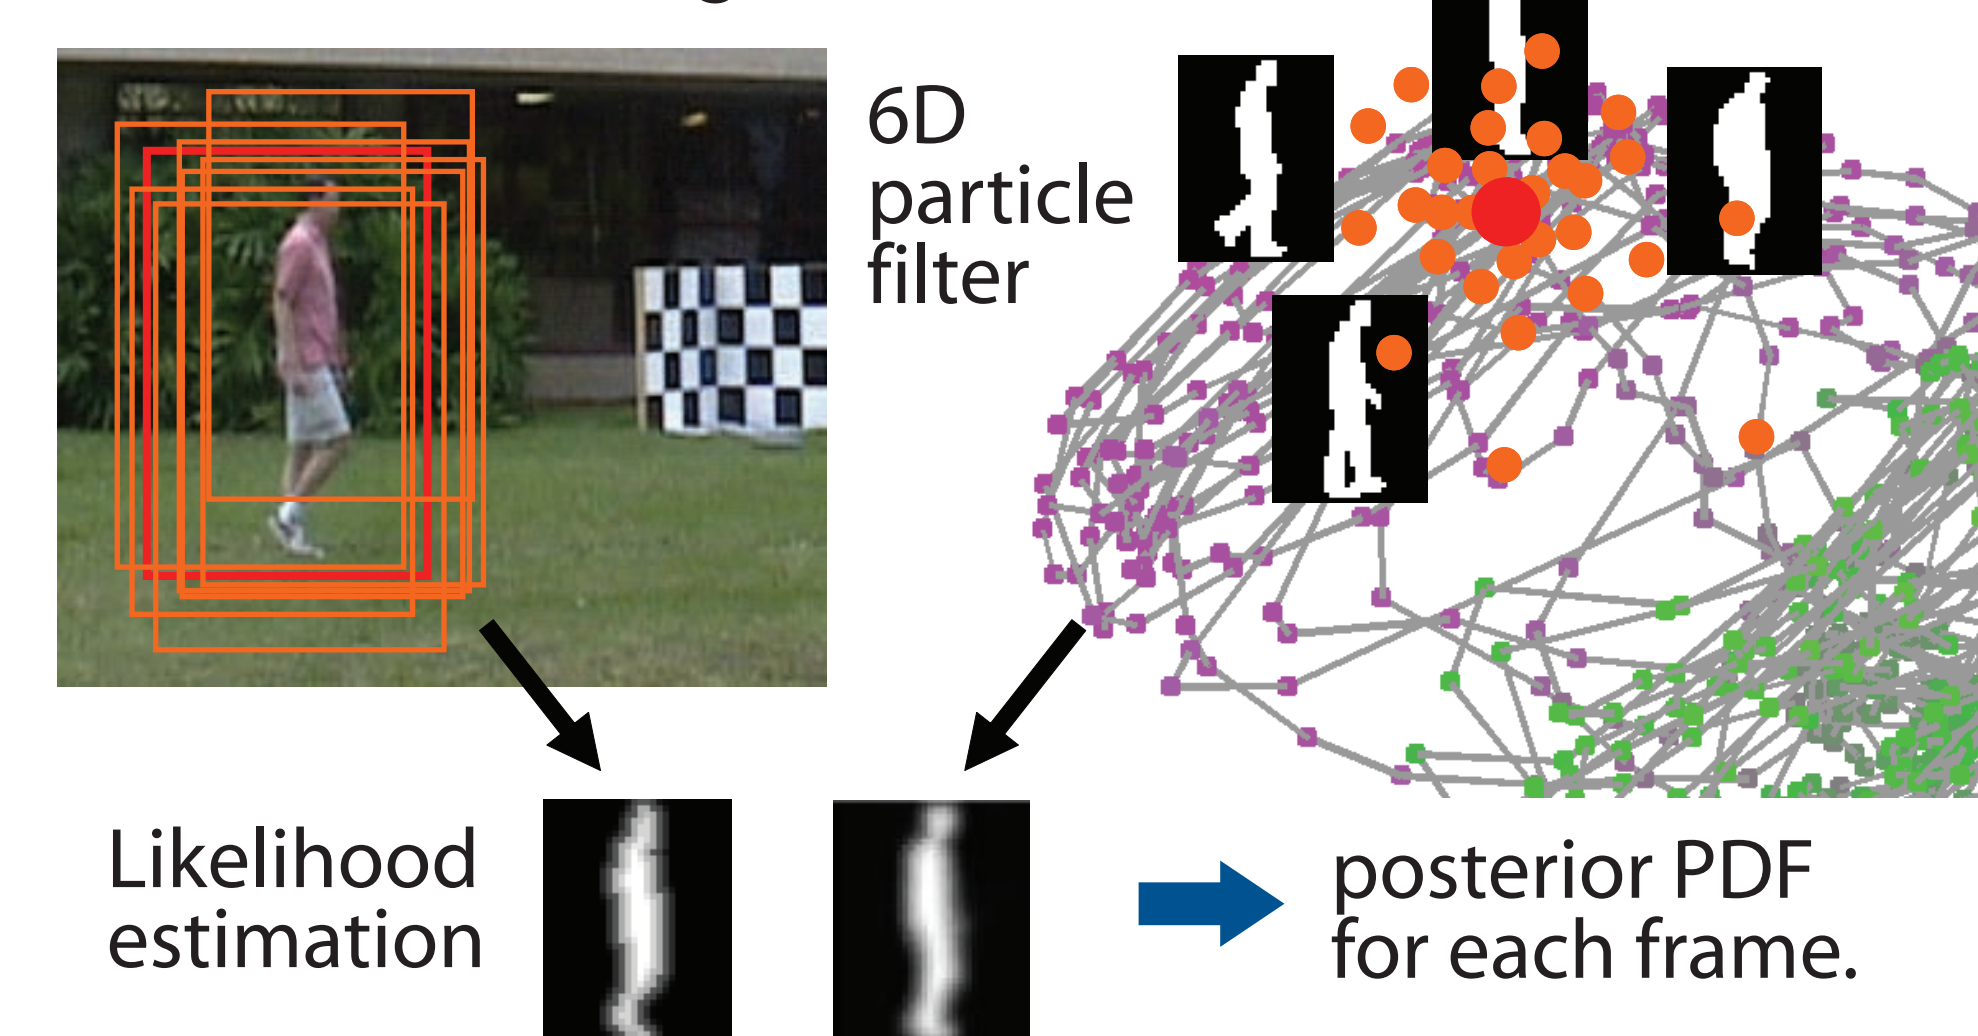 6D
particle
filter
Likelihood
estimation
posterior PDF
for each frame.